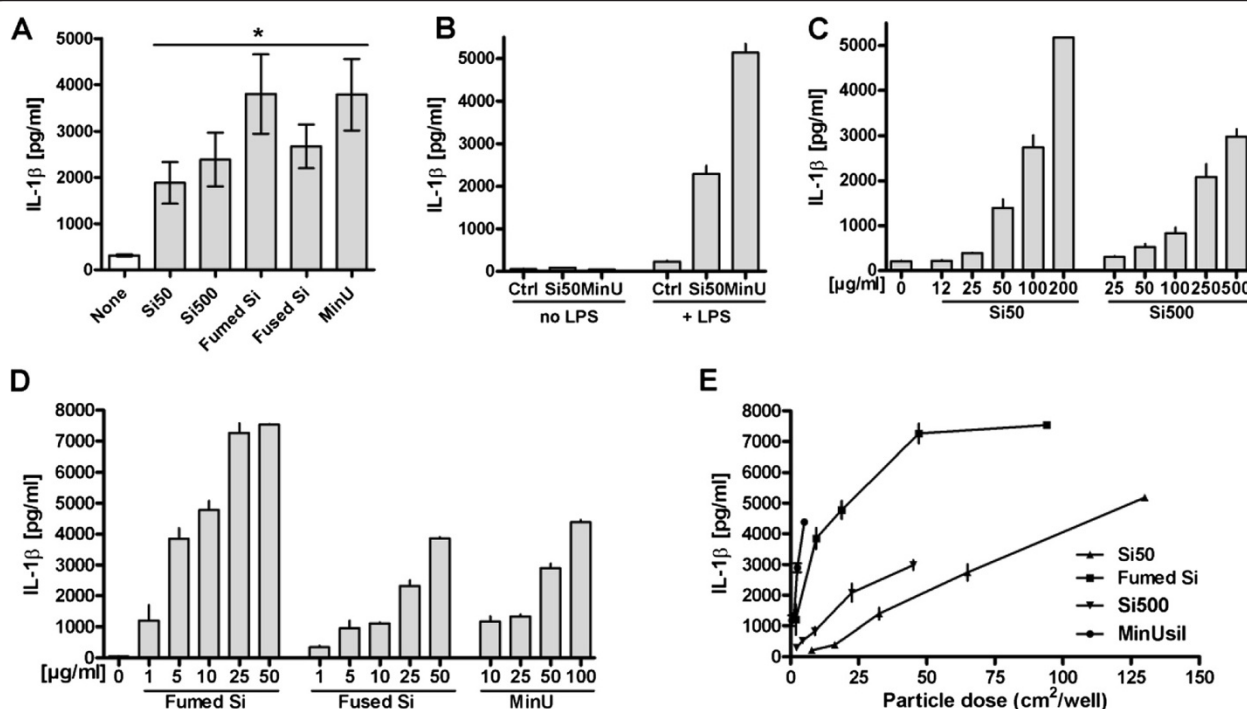 A
*
IL-1β [pg/ml]
5000
4000
3000
2000
1000
0
None
Si50
Si500
Fumed Si
Fused Si
MinU
B
IL-1β [pg/ml]
5000
4000
3000
2000
1000
0
Ctrl Si50MinU Ctrl Si50MinU
no LPS + LPS
C
IL-1β [pg/ml]
5000
4000
3000
2000
1000
0
[µg/ml] 0 12 25 50 100 200 25 50 100 250 500
Si50 Si500
D
IL-1β [pg/ml]
8000
7000
6000
5000
4000
3000
2000
1000
0
[µg/ml] 0 1 5 10 25 50 1 5 10 25 50 10 25 50 100
Fumed Si Fused Si MinU
E
IL-1β [pg/ml]
8000
7000
6000
5000
4000
3000
2000
1000
0
Si50
Fumed Si
Si500
MinUsil
0 25 50 75 100 125 150
Particle dose (cm²/well)